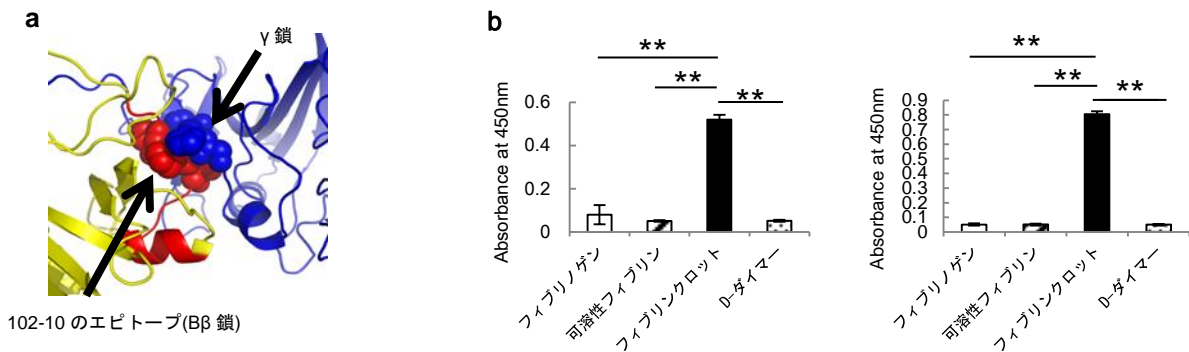 a
γ 鎖
102-10 のエピトープ(Bβ 鎖)
b
Absorbance at 450nm
0.6
0.4
0.2
0
**
**
**
フィブリノゲン
可溶性フィブリン
フィブリンクロット
D-ダイマー
Absorbance at 450nm
0.9
0.8
0.7
0.6
0.5
0.4
0.3
0.2
0.1
0
**
**
**
フィブリノゲン
可溶性フィブリン
フィブリンクロット
D-ダイマー